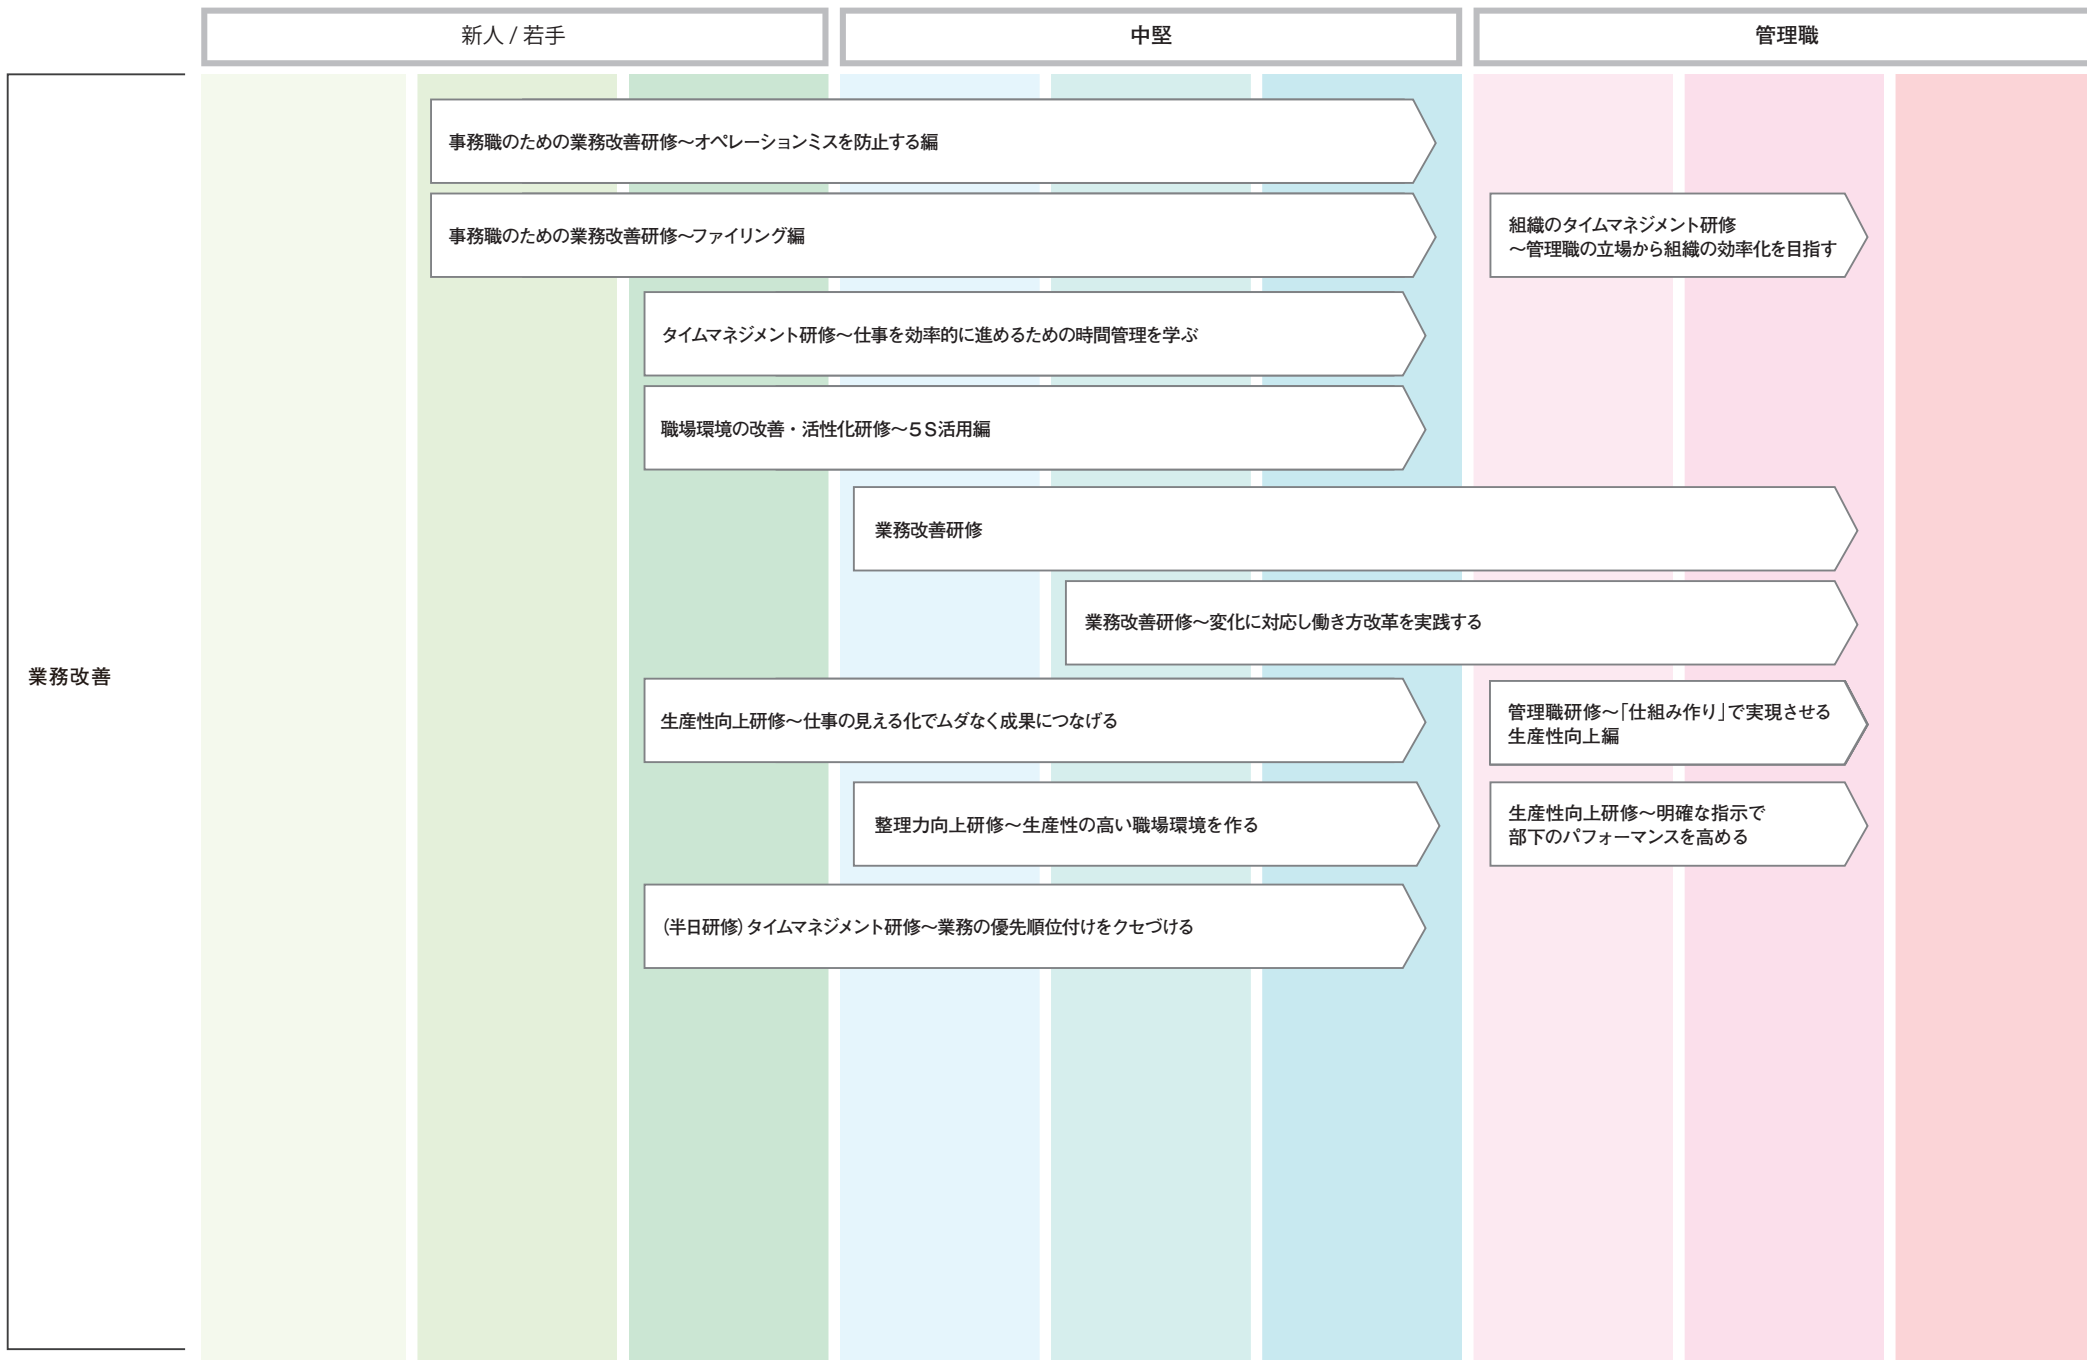 新人 / 若手
中堅
管理職
業務改善
事務職のための業務改善研修～オペレーションミスを防止する編
事務職のための業務改善研修～ファイリング編
組織のタイムマネジメント研修
～管理職の立場から組織の効率化を目指す
タイムマネジメント研修～仕事を効率的に進めるための時間管理を学ぶ
職場環境の改善・活性化研修～５Ｓ活用編
業務改善研修
業務改善研修～変化に対応し働き方改革を実践する
生産性向上研修～仕事の見える化でムダなく成果につなげる
管理職研修～「仕組み作り」で実現させる
生産性向上編
整理力向上研修～生産性の高い職場環境を作る
生産性向上研修～明確な指示で
部下のパフォーマンスを高める
（半日研修）タイムマネジメント研修～業務の優先順位付けをクセづける